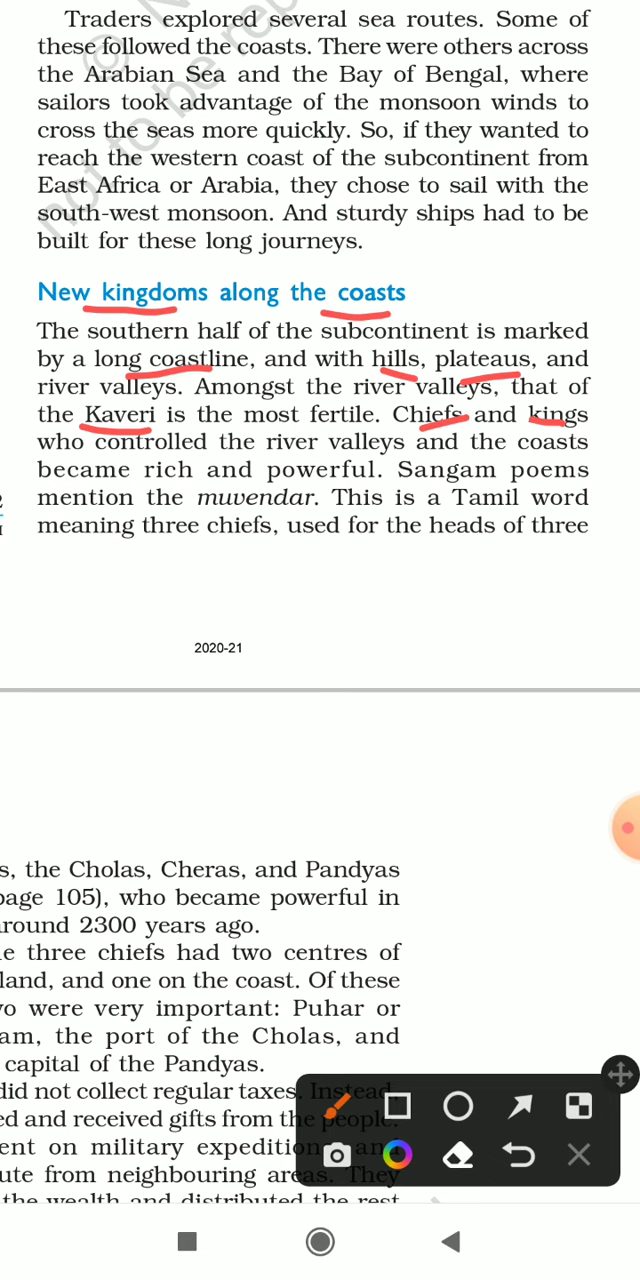 Traders explored several sea routes. Some of
these followed the coasts. There were others across
the Arabian Sea and the Bay of Bengal, where
sailors took advantage of the monsoon winds to
cross the seas more quickly. So, if they wanted to
reach the western coast of the subcontinent from
East Africa or Arabia, they chose to sail with the
south-west monsoon. And sturdy ships had to be
built for these long journeys.
New kingdoms along the coasts
The southern half of the subcontinent is marked
by a long coastline, and with hills, plateaus, and
river valleys. Amongst the river valleys, that of
the Kaveri is the most fertile. Chiefs and kings
who controlled the river valleys and the coasts
became rich and powerful. Sangam poems
mention the muvendar. This is a Tamil word
meaning three chiefs, used for the heads of three
2020-21
s, the Cholas, Cheras, and Pandyas
page 105), who became powerful in
around 2300 years ago.
e three chiefs had two centres of
land, and one on the coast. Of these
wo were very important: Puhar or
am, the port of the Cholas, and
capital of the Pandyas.
did not collect regular taxes. Instead,
ed and received gifts from the people.
ent on military expeditions and
ute from neighbouring areas. They
the wealth and distributed the rest